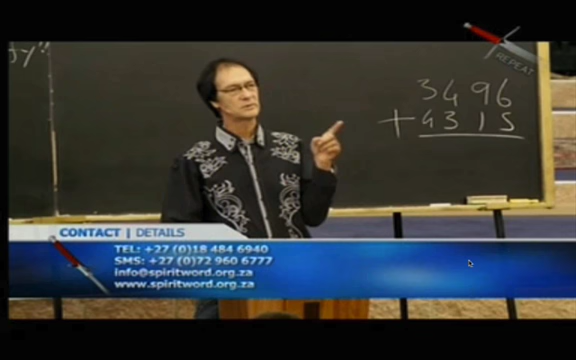 y"
REPEAT
3496
+ 4315
CONTACT | DETAILS
TEL: +27 (0)18 484 6940
SMS: +27 (0)72 960 6777
info@spiritword.org.za
www.spiritword.org.za